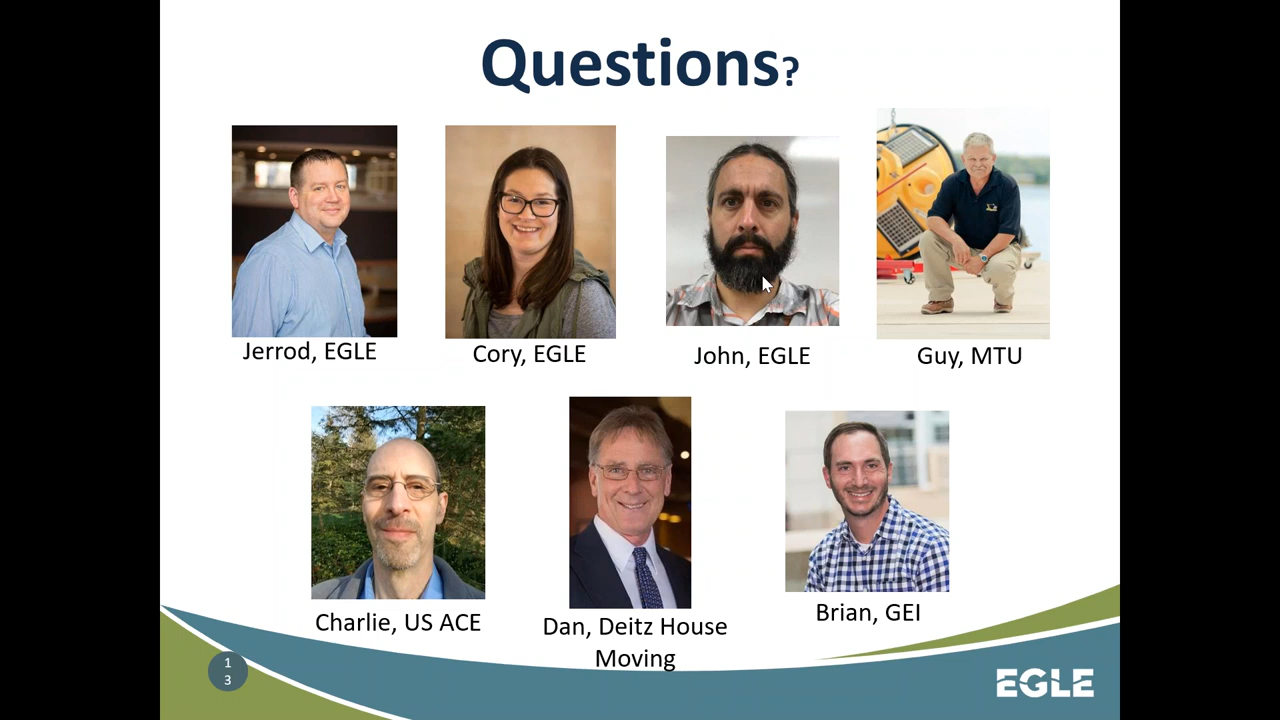 Questions?
Jerrod, EGLE
Cory, EGLE
John, EGLE
Guy, MTU
Charlie, US ACE
Dan, Deitz House
Moving
Brian, GEI
1
3
EGLE